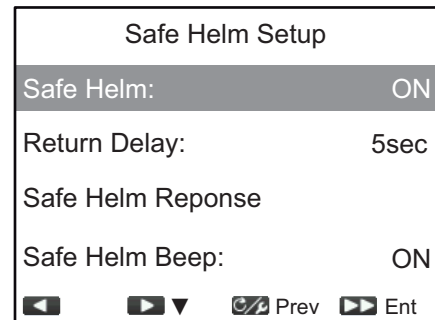 Safe Helm Setup
Safe Helm: ON
Return Delay: 5sec
Safe Helm Reponse
Safe Helm Beep: ON
Prev Ent